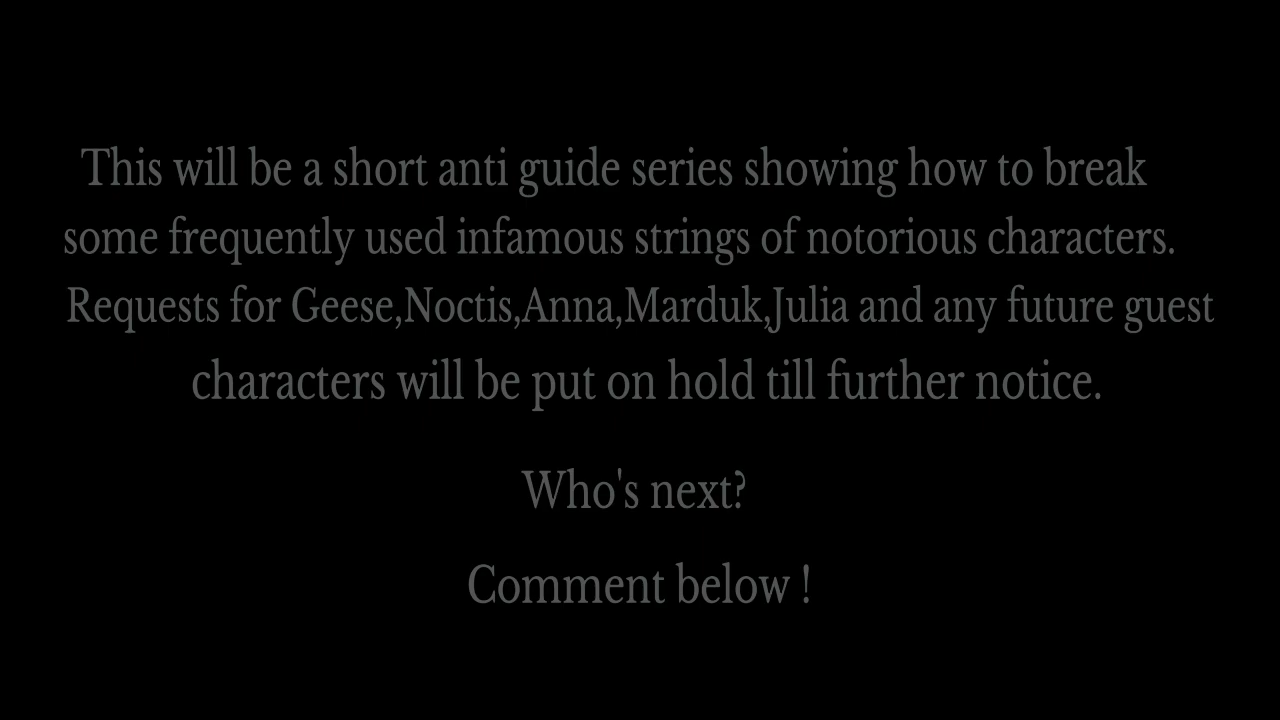 This will be a short anti guide series showing how to break
some frequently used infamous strings of notorious characters.
Requests for Geese,Noctis,Anna,Marduk,Julia and any future guest
characters will be put on hold till further notice.
Who's next?
Comment below !